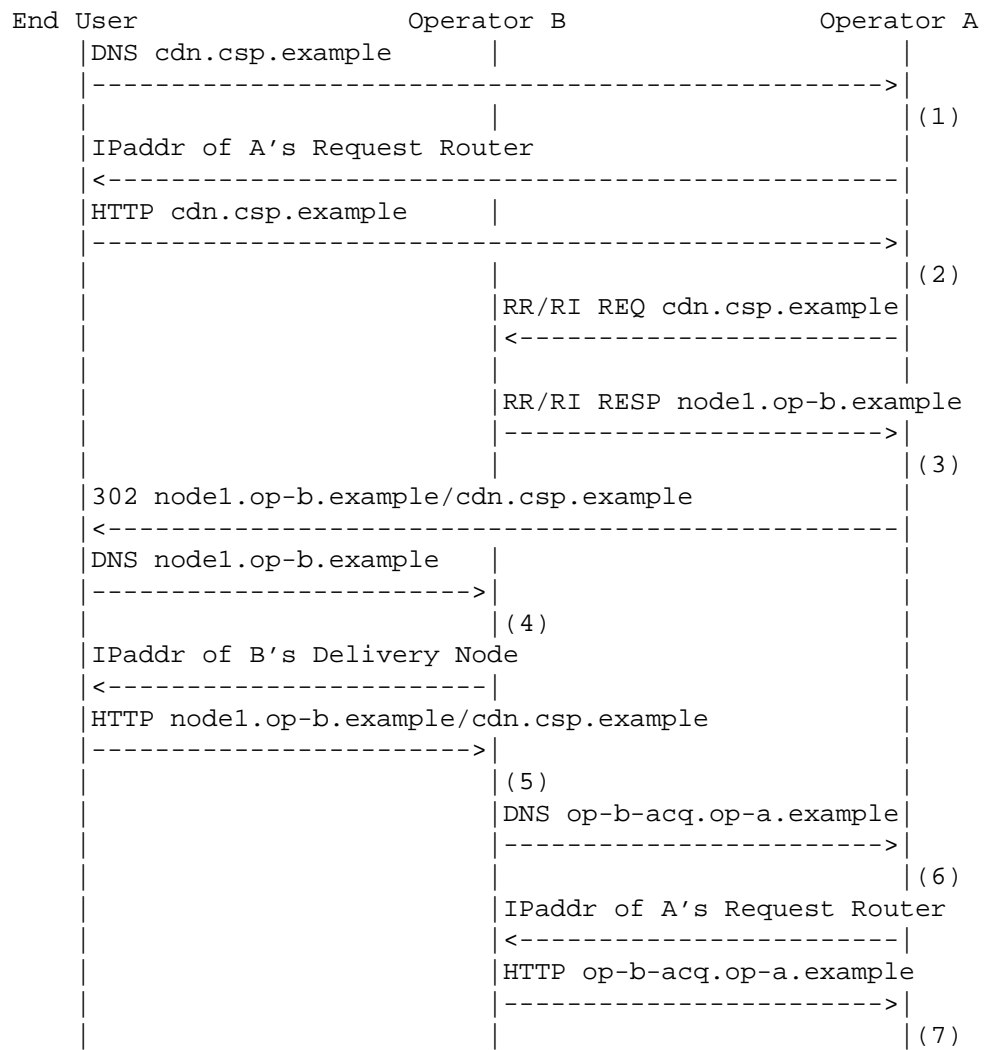 End User Operator B Operator A
DNS cdn.csp.example
(1)
IPaddr of A's Request Router
HTTP cdn.csp.example
(2)
RR/RI REQ cdn.csp.example
RR/RI RESP node1.op-b.example
(3)
302 node1.op-b.example/cdn.csp.example
DNS node1.op-b.example
(4)
IPaddr of B's Delivery Node
HTTP node1.op-b.example/cdn.csp.example
(5)
DNS op-b-acq.op-a.example
(6)
IPaddr of A's Request Router
HTTP op-b-acq.op-a.example
(7)